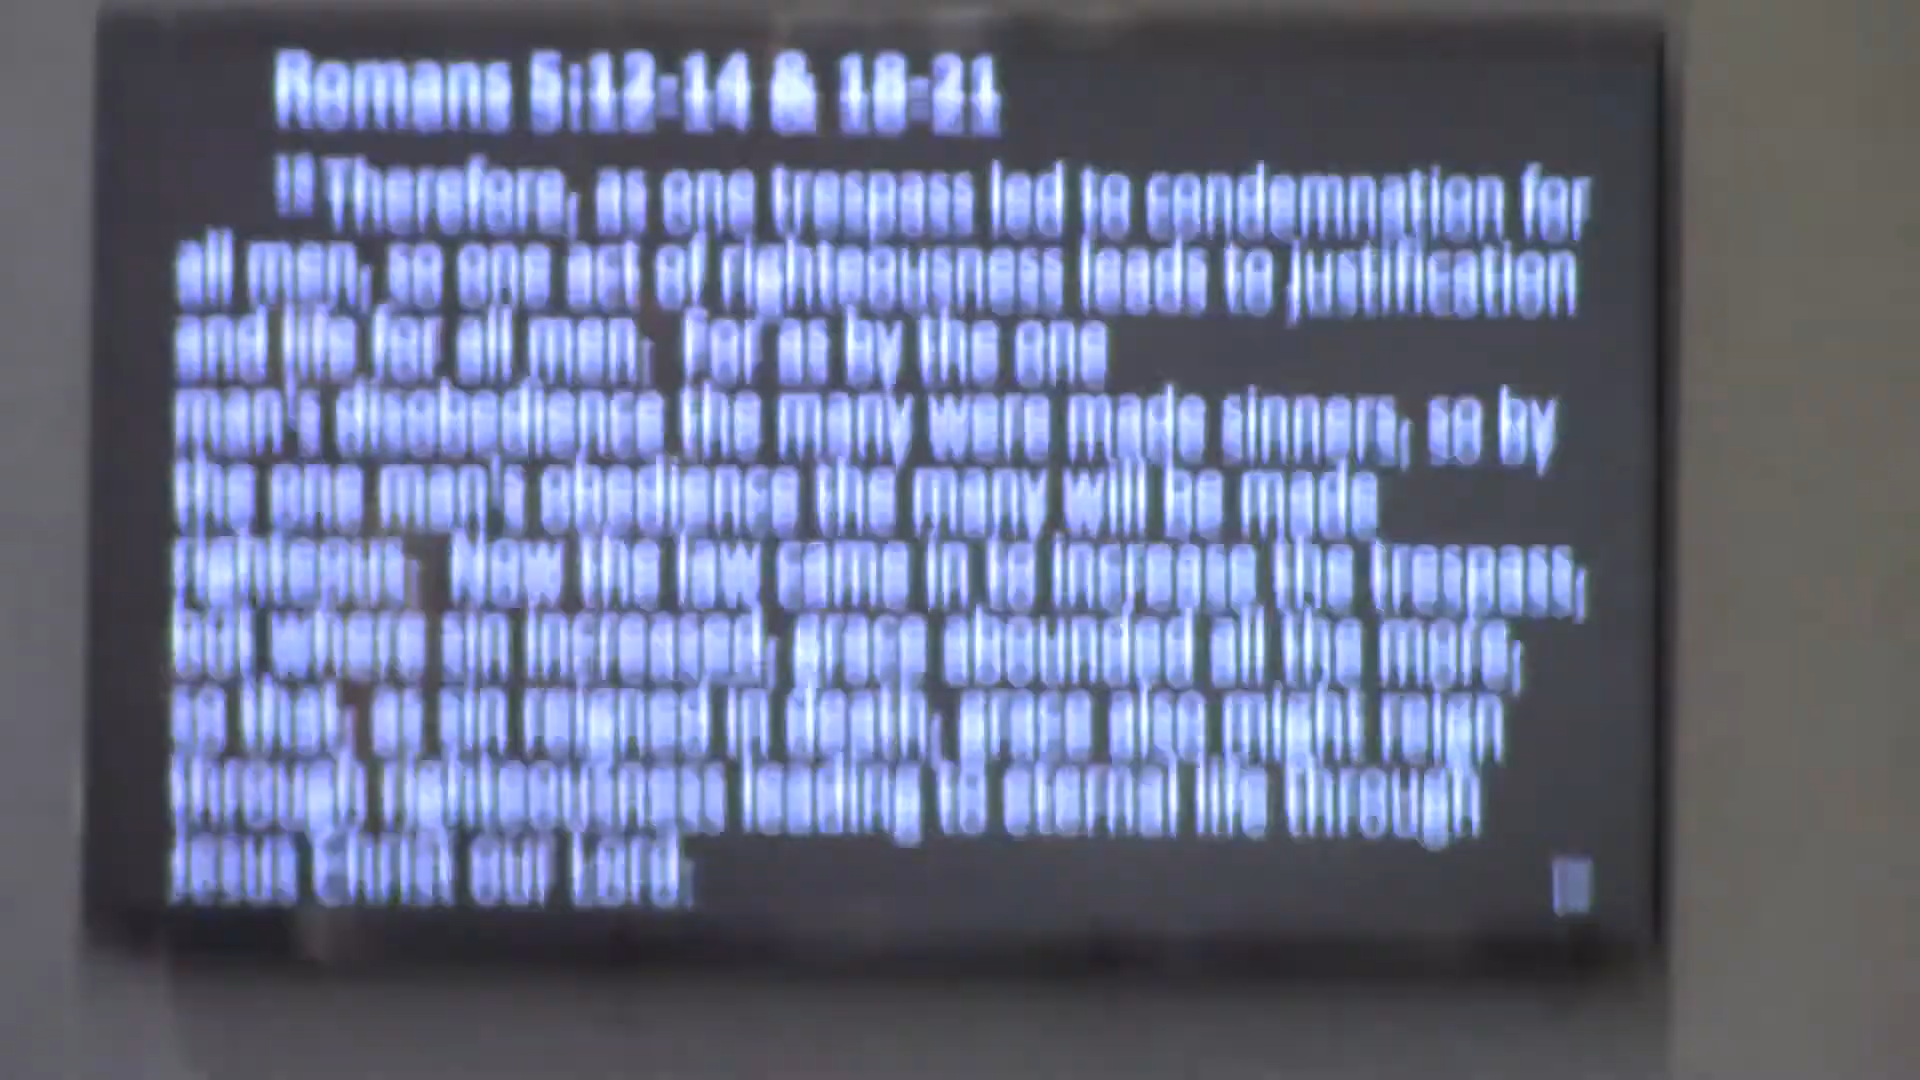 Romans 5:12-14 & 18-21
18 Therefore, as one trespass led to condemnation for
all men, so one act of righteousness leads to justification
and life for all men. For as by the one
man's disobedience the many were made sinners, so by
the one man's obedience the many will be made
righteous. Now the law came in to increase the trespass,
but where sin increased, grace abounded all the more,
so that, as sin reigned in death, grace also might reign
through righteousness leading to eternal life through
Jesus Christ our Lord.